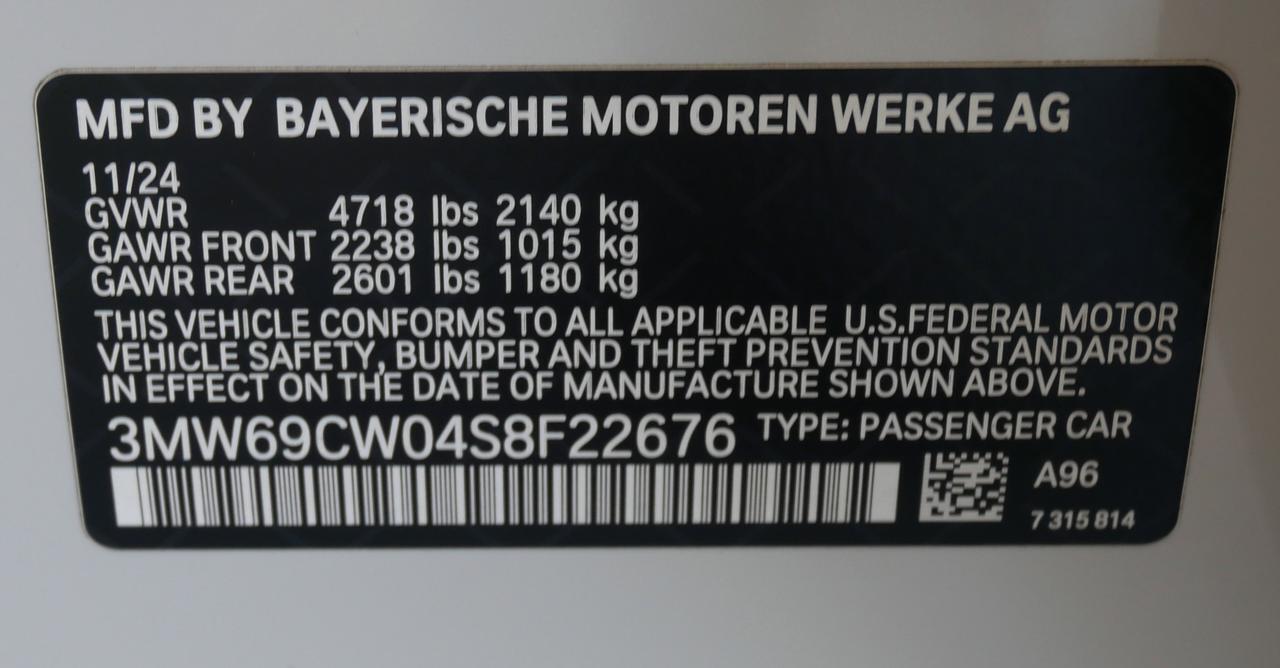 MFD BY BAYERISCHE MOTOREN WERKE AG
11/24
GVWR 4718 lbs 2140 kg
GAWR FRONT 2238 lbs 1015 kg
GAWR REAR 2601 lbs 1180 kg
THIS VEHICLE CONFORMS TO ALL APPLICABLE U.S.FEDERAL MOTOR
VEHICLE SAFETY, BUMPER AND THEFT PREVENTION STANDARDS
IN EFFECT ON THE DATE OF MANUFACTURE SHOWN ABOVE.
3MW69CW04S8F22676 TYPE: PASSENGER CAR
A96
7 315 814